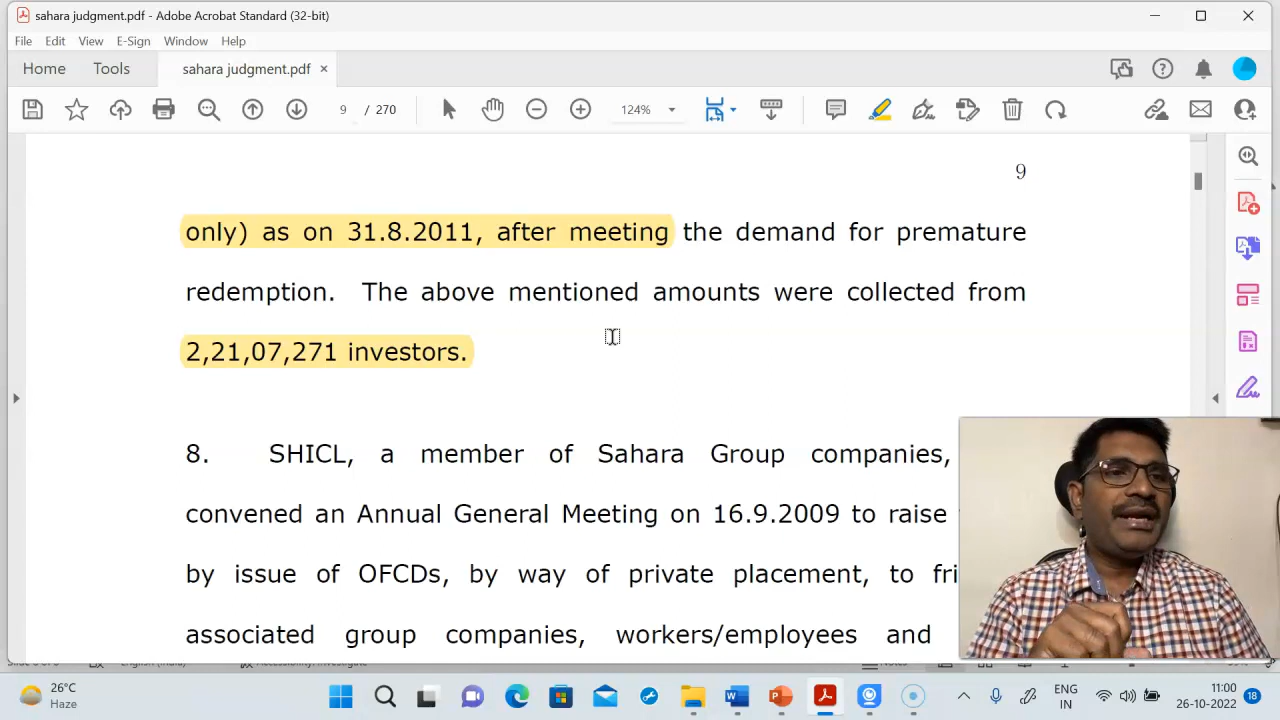 sahara judgment.pdf - Adobe Acrobat Standard (32-bit)
File Edit View E-Sign Window Help
Home Tools sahara judgment.pdf ×
9 / 270 124%
9
only) as on 31.8.2011, after meeting the demand for premature
redemption. The above mentioned amounts were collected from
2,21,07,271 investors.
8. SHICL, a member of Sahara Group companies,
convened an Annual General Meeting on 16.9.2009 to raise
by issue of OFCDs, by way of private placement, to
associated group companies, workers/employees and
26°C
Haze
ENG
IN
11:00
26-10-2022
18